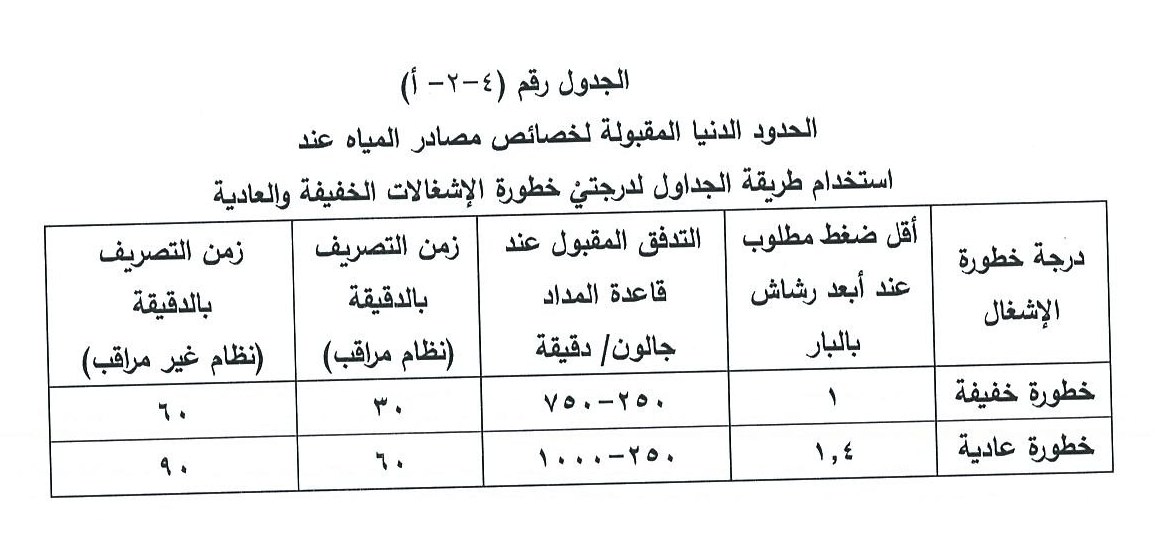 الجدول رقم (٤-٢- أ)
الحدود الدنيا المقبولة لخصائص مصادر المياه عند
استخدام طريقة الجداول لدرجتيْ خطورة الإشغالات الخفيفة والعادية
درجة خطورة
الإشغال
أقل ضغط مطلوب
عند أبعد رشاش
بالبار
التدفق المقبول عند
قاعدة المداد
جالون/ دقيقة
زمن التصريف
بالدقيقة
(نظام مراقب)
زمن التصريف
بالدقيقة
(نظام غير مراقب)
خطورة خفيفة
١
٢٥٠-٧٥٠
٣٠
٦٠
خطورة عادية
١,٤
٢٥٠-١٠٠٠
٦٠
٩٠